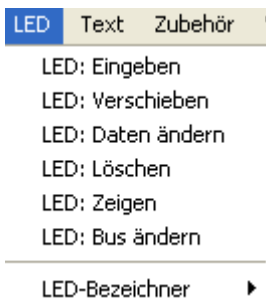 LED Text Zubehör
LED: Eingeben
LED: Verschieben
LED: Daten ändern
LED: Löschen
LED: Zeigen
LED: Bus ändern
LED-Bezeichner